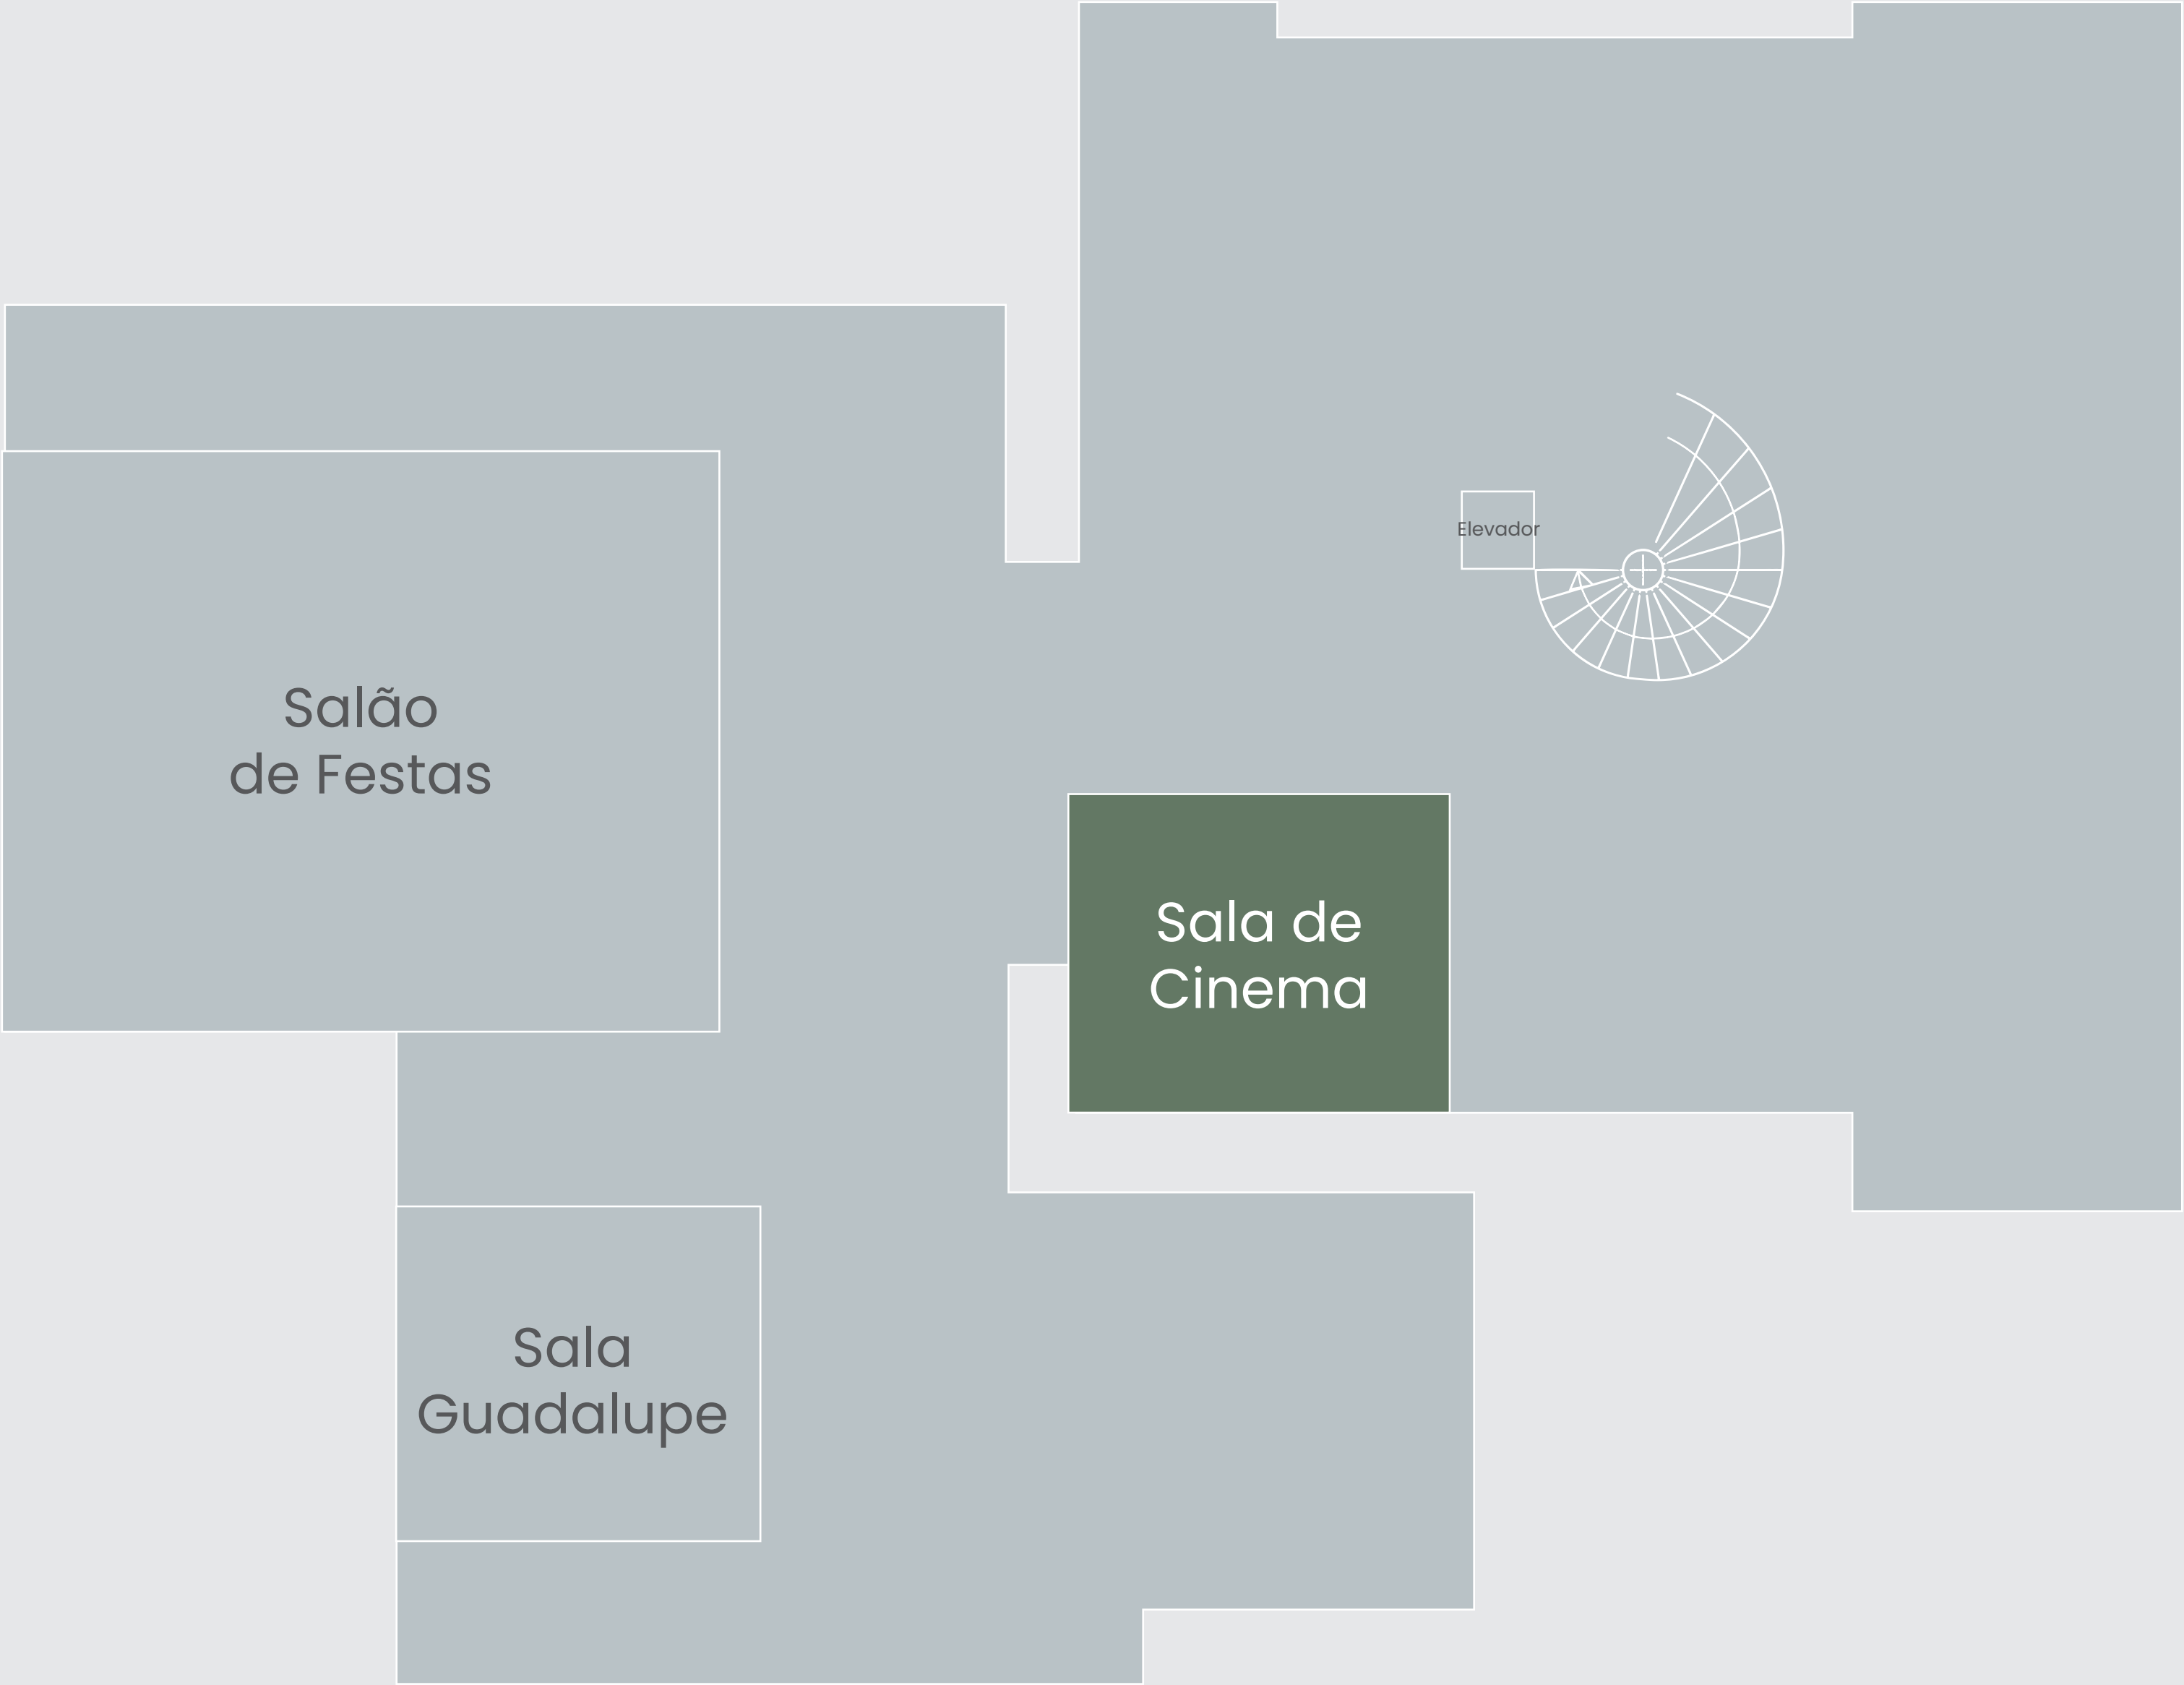 Elevador
Salão
de Festas
Sala de
Cinema
Sala
Guadalupe